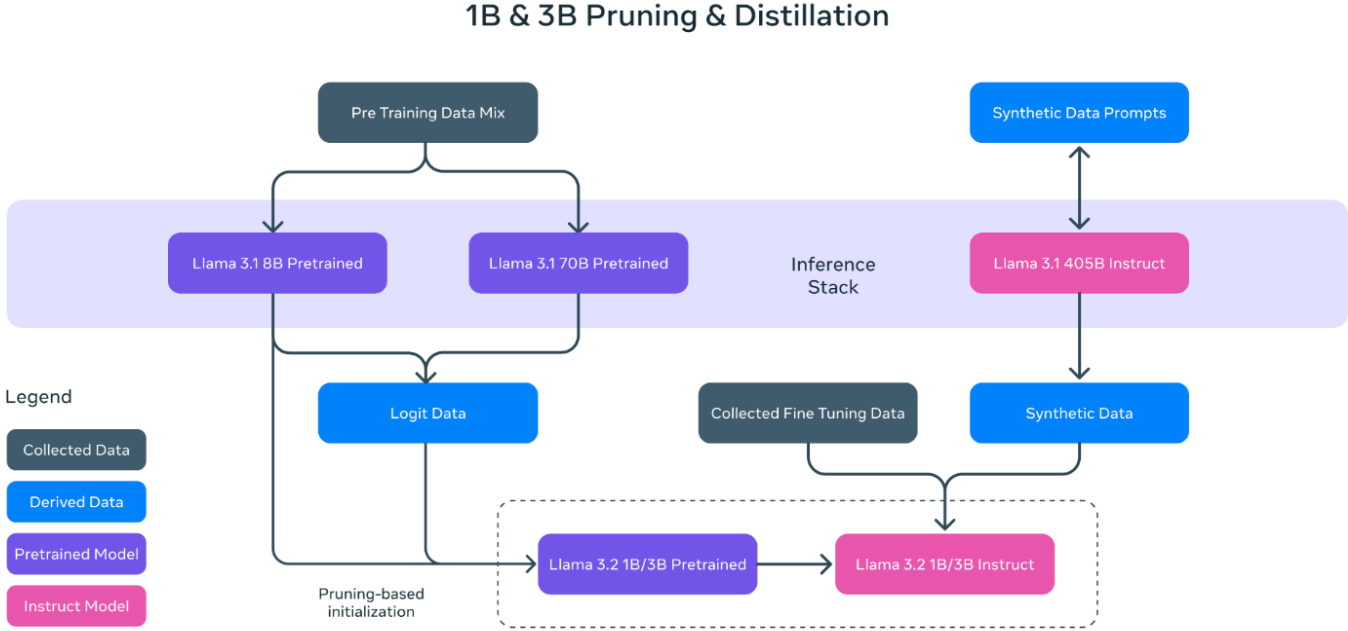 1B & 3B Pruning & Distillation
Pre Training Data Mix
Synthetic Data Prompts
Llama 3.1 8B Pretrained
Llama 3.1 70B Pretrained
Inference
Stack
Llama 3.1 405B Instruct
Legend
Collected Data
Derived Data
Pretrained Model
Instruct Model
Logit Data
Collected Fine Tuning Data
Synthetic Data
Llama 3.2 1B/3B Pretrained
Llama 3.2 1B/3B Instruct
Pruning-based
initialization